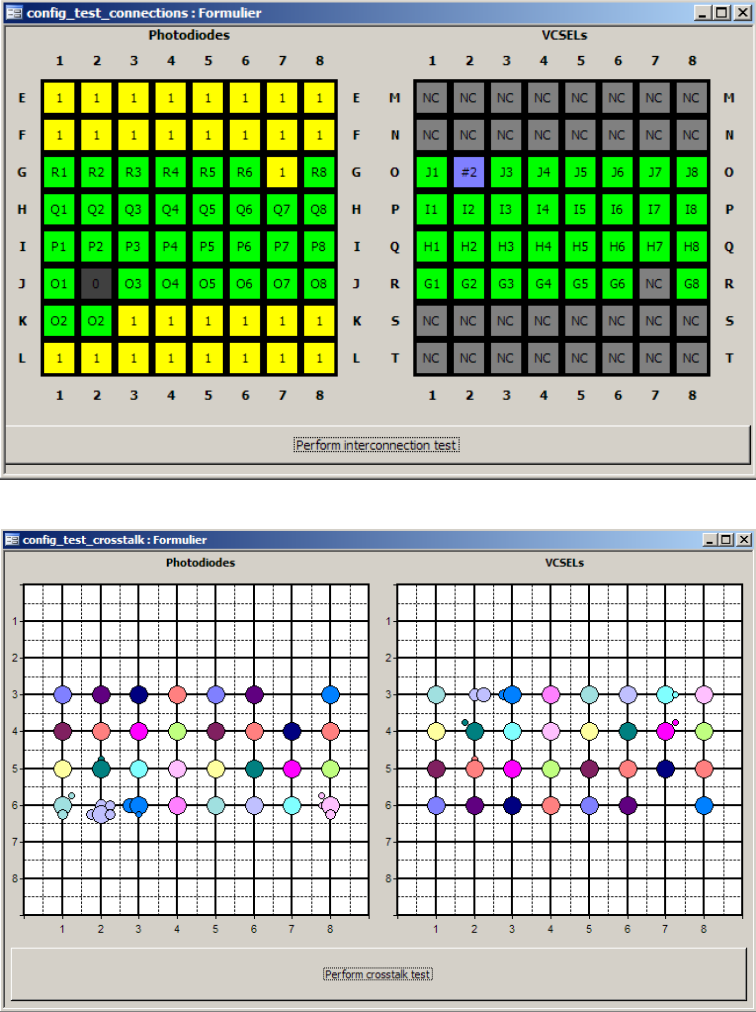 config_test_connections : Formulier
Photodiodes VCSELs
1 2 3 4 5 6 7 8 1 2 3 4 5 6 7 8
E 1 1 1 1 1 1 1 1 E M NC NC NC NC NC NC NC NC M
F 1 1 1 1 1 1 1 1 F N NC NC NC NC NC NC NC NC N
G R1 R2 R3 R4 R5 R6 1 R8 G O J1 #2 J3 J4 J5 J6 J7 J8 O
H Q1 Q2 Q3 Q4 Q5 Q6 Q7 Q8 H P I1 I2 I3 I4 I5 I6 I7 I8 P
I P1 P2 P3 P4 P5 P6 P7 P8 I Q H1 H2 H3 H4 H5 H6 H7 H8 Q
J O1 0 O3 O4 O5 O6 O7 O8 J R G1 G2 G3 G4 G5 G6 NC G8 R
K O2 O2 1 1 1 1 1 1 K S NC NC NC NC NC NC NC NC S
L 1 1 1 1 1 1 1 1 L T NC NC NC NC NC NC NC NC T
1 2 3 4 5 6 7 8 1 2 3 4 5 6 7 8
Perform interconnection test
config_test_crosstalk : Formulier
Photodiodes VCSELs
1 1
2 2
3 3
4 4
5 5
6 6
7 7
8 8
1 2 3 4 5 6 7 8 1 2 3 4 5 6 7 8
Perform crosstalk test